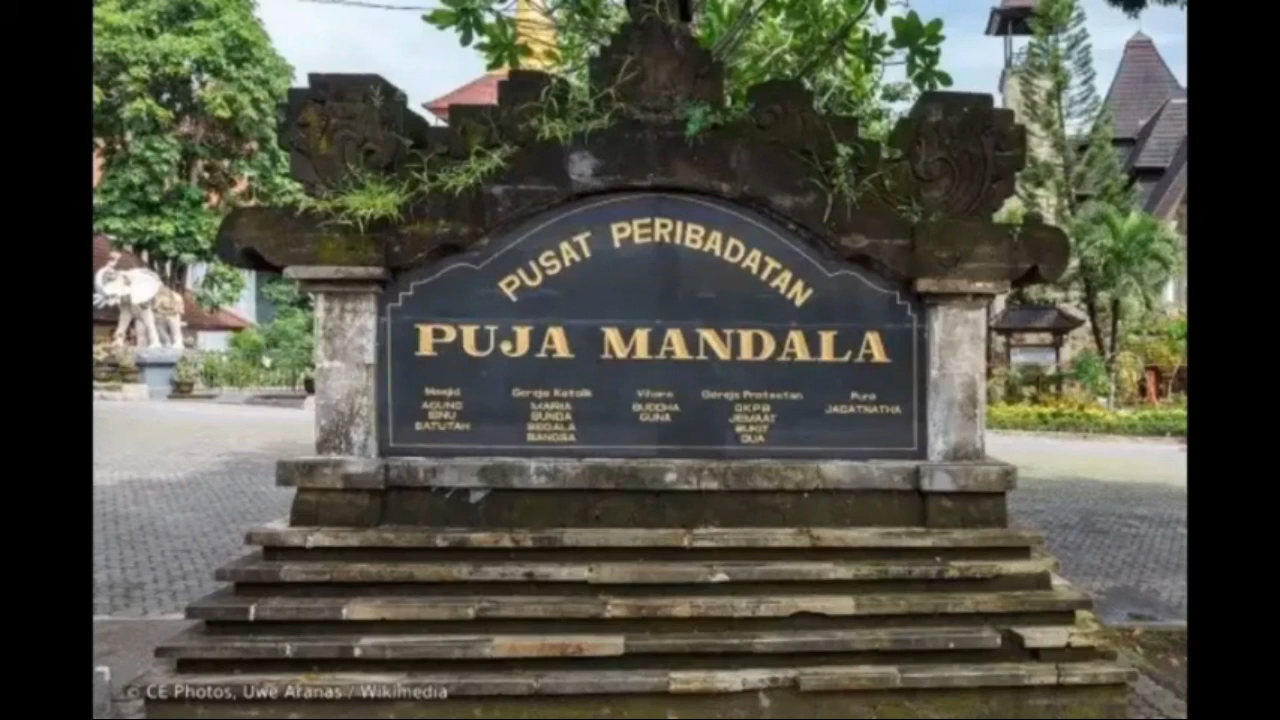 PUSAT PERIBADATAN
PUJA MANDALA
Masjid
AGUNG
IBNU
BATUTAH
Gereja Katolik
MARIA
BUNDA
SEGALA
BANGSA
Vihara
BUDDHA
GUNA
Gereja Protestan
GKPB
JEMAAT
BUKIT
DOA
Pura
JAGATNATHA
© CE Photos, Uwe Aranas / Wikimedia